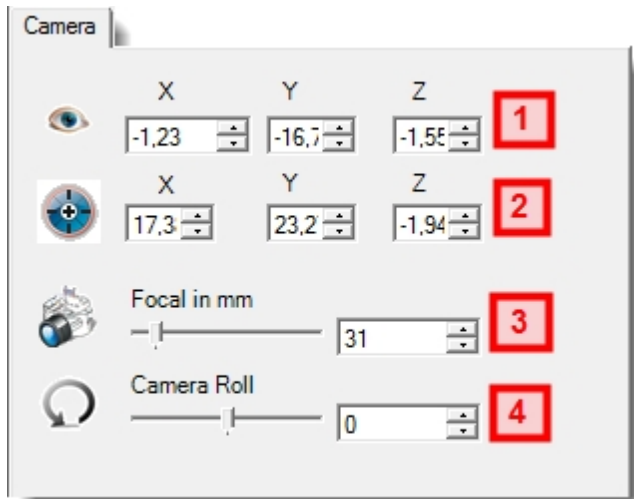 Camera
X Y Z
-1,23 -16,7 -1,55 1
X Y Z
17,3 23,2 -1,94 2
Focal in mm
31 3
Camera Roll
0 4